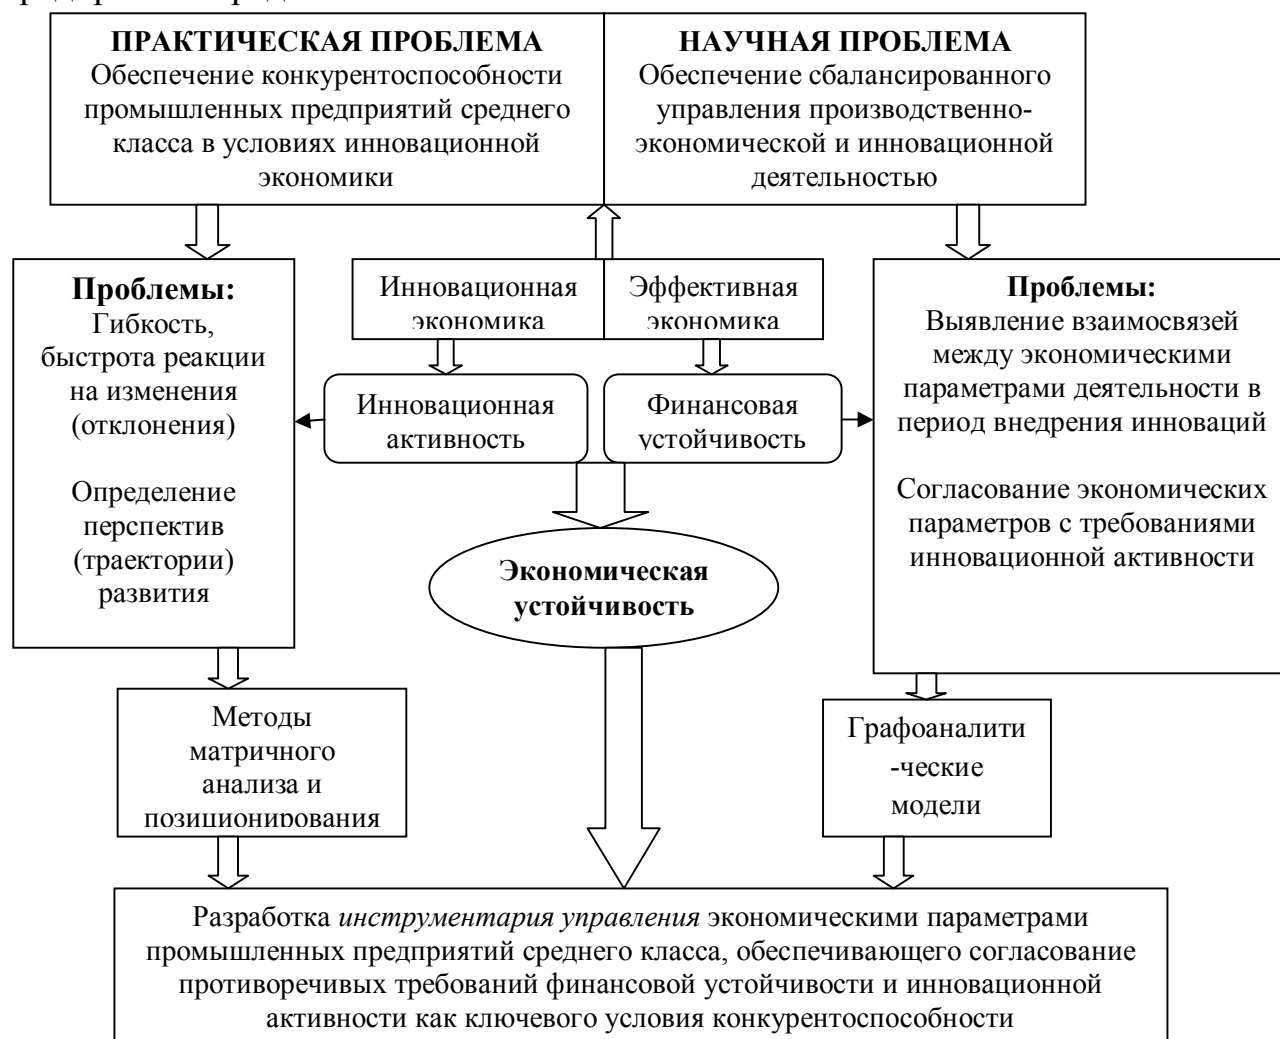 ПРАКТИЧЕСКАЯ ПРОБЛЕМА
Обеспечение конкурентоспособности
промышленных предприятий среднего
класса в условиях инновационной
экономики
НАУЧНАЯ ПРОБЛЕМА
Обеспечение сбалансированного
управления производственно-
экономической и инновационной
деятельностью
Проблемы:
Гибкость,
быстрота реакции
на изменения
(отклонения)
Определение
перспектив
(траектории)
развития
Инновационная
экономика
Эффективная
экономика
Инновационная
активность
Финансовая
устойчивость
Проблемы:
Выявление взаимосвязей
между экономическими
параметрами деятельности в
период внедрения инноваций
Согласование экономических
параметров с требованиями
инновационной активности
Экономическая
устойчивость
Методы
матричного
анализа и
позиционирования
Графоаналити
-ческие
модели
Разработка инструментария управления экономическими параметрами
промышленных предприятий среднего класса, обеспечивающего согласование
противоречивых требований финансовой устойчивости и инновационной
активности как ключевого условия конкурентоспособности